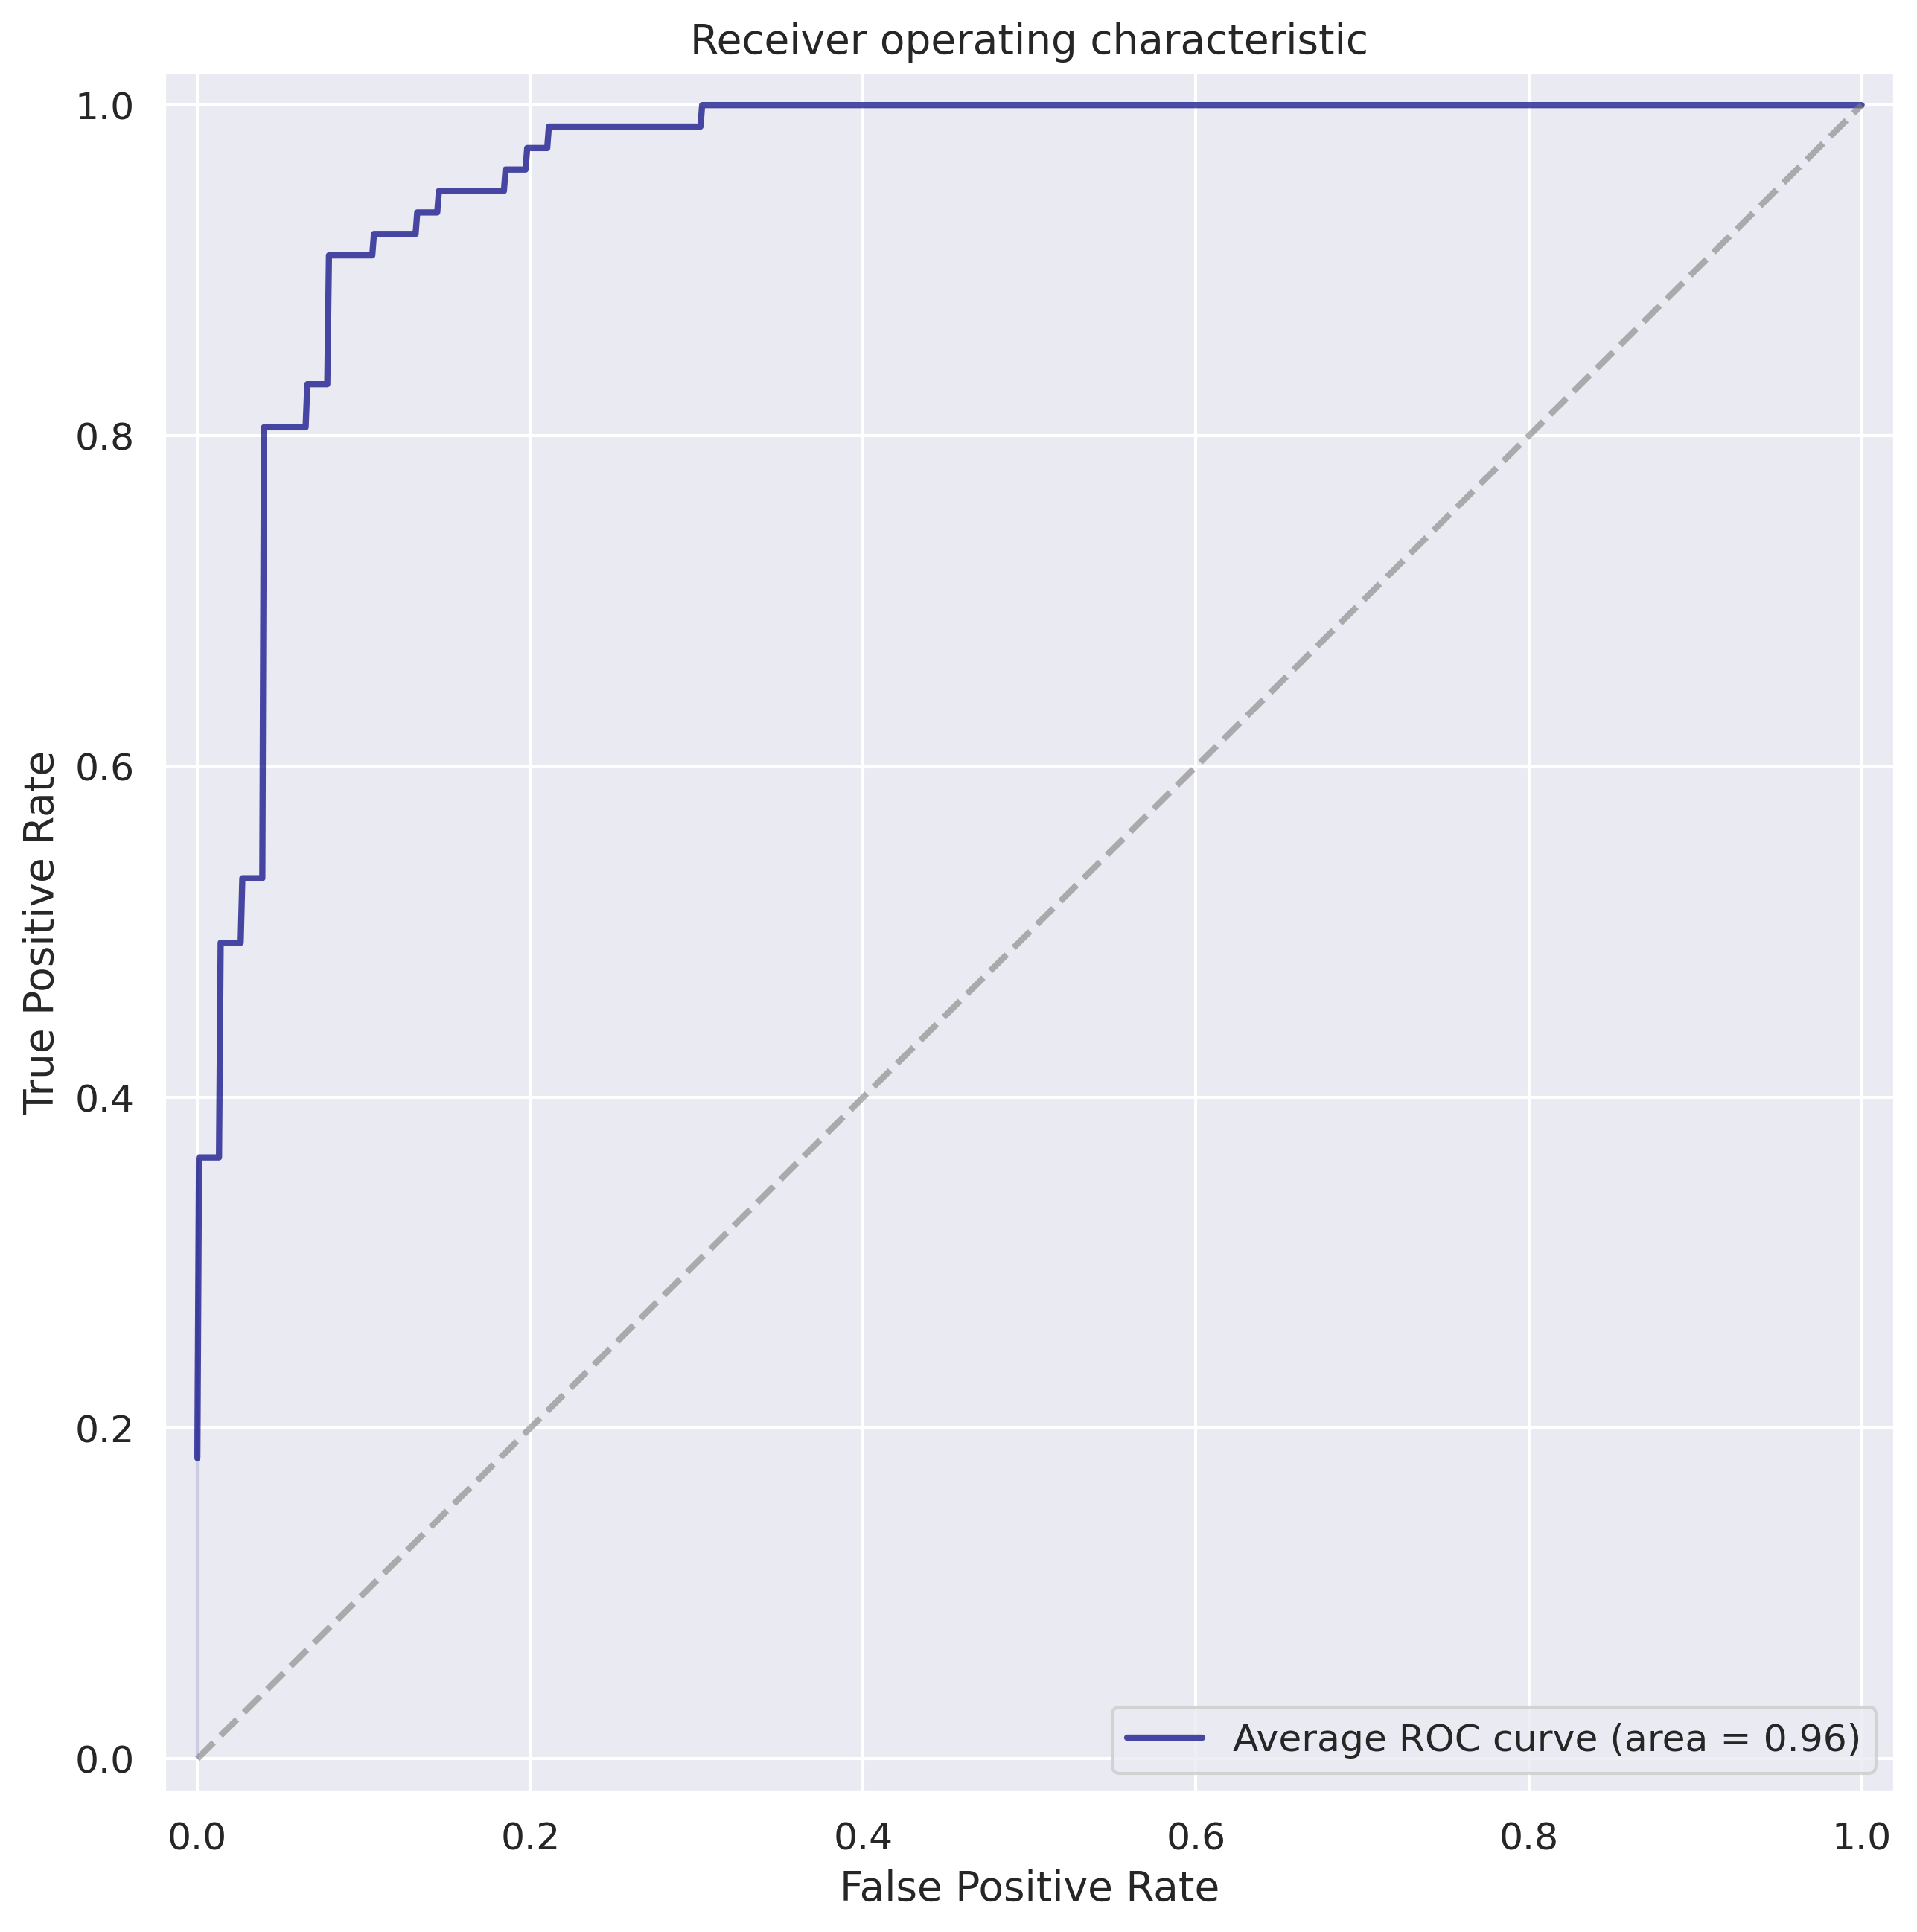 Receiver operating characteristic
True Positive Rate
1.0
0.8
0.6
0.4
0.2
0.0
Average ROC curve (area = 0.96)
0.0 0.2 0.4 0.6 0.8 1.0
False Positive Rate